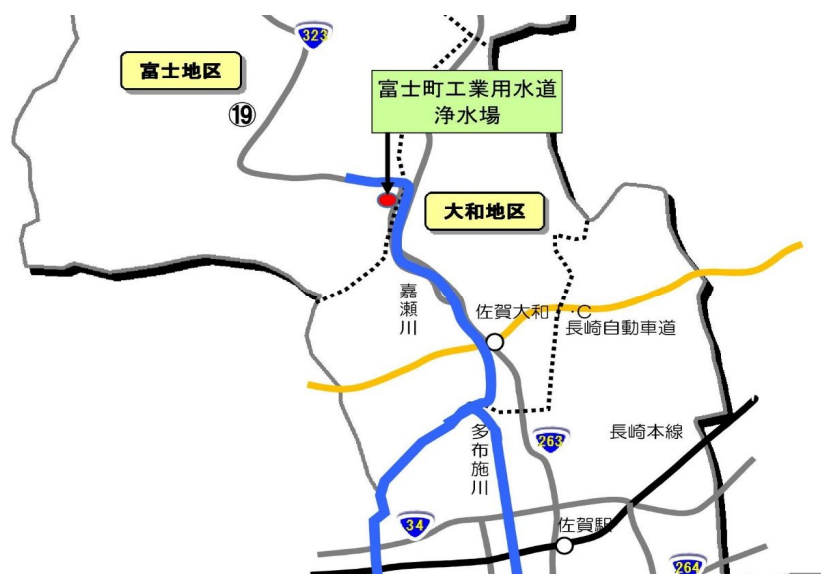 323
富士地区
富士町工業用水道
浄水場
⑲
大和地区
嘉瀬川
佐賀大和
C
長崎自動車道
多布施川
263
長崎本線
34
佐賀駅
264